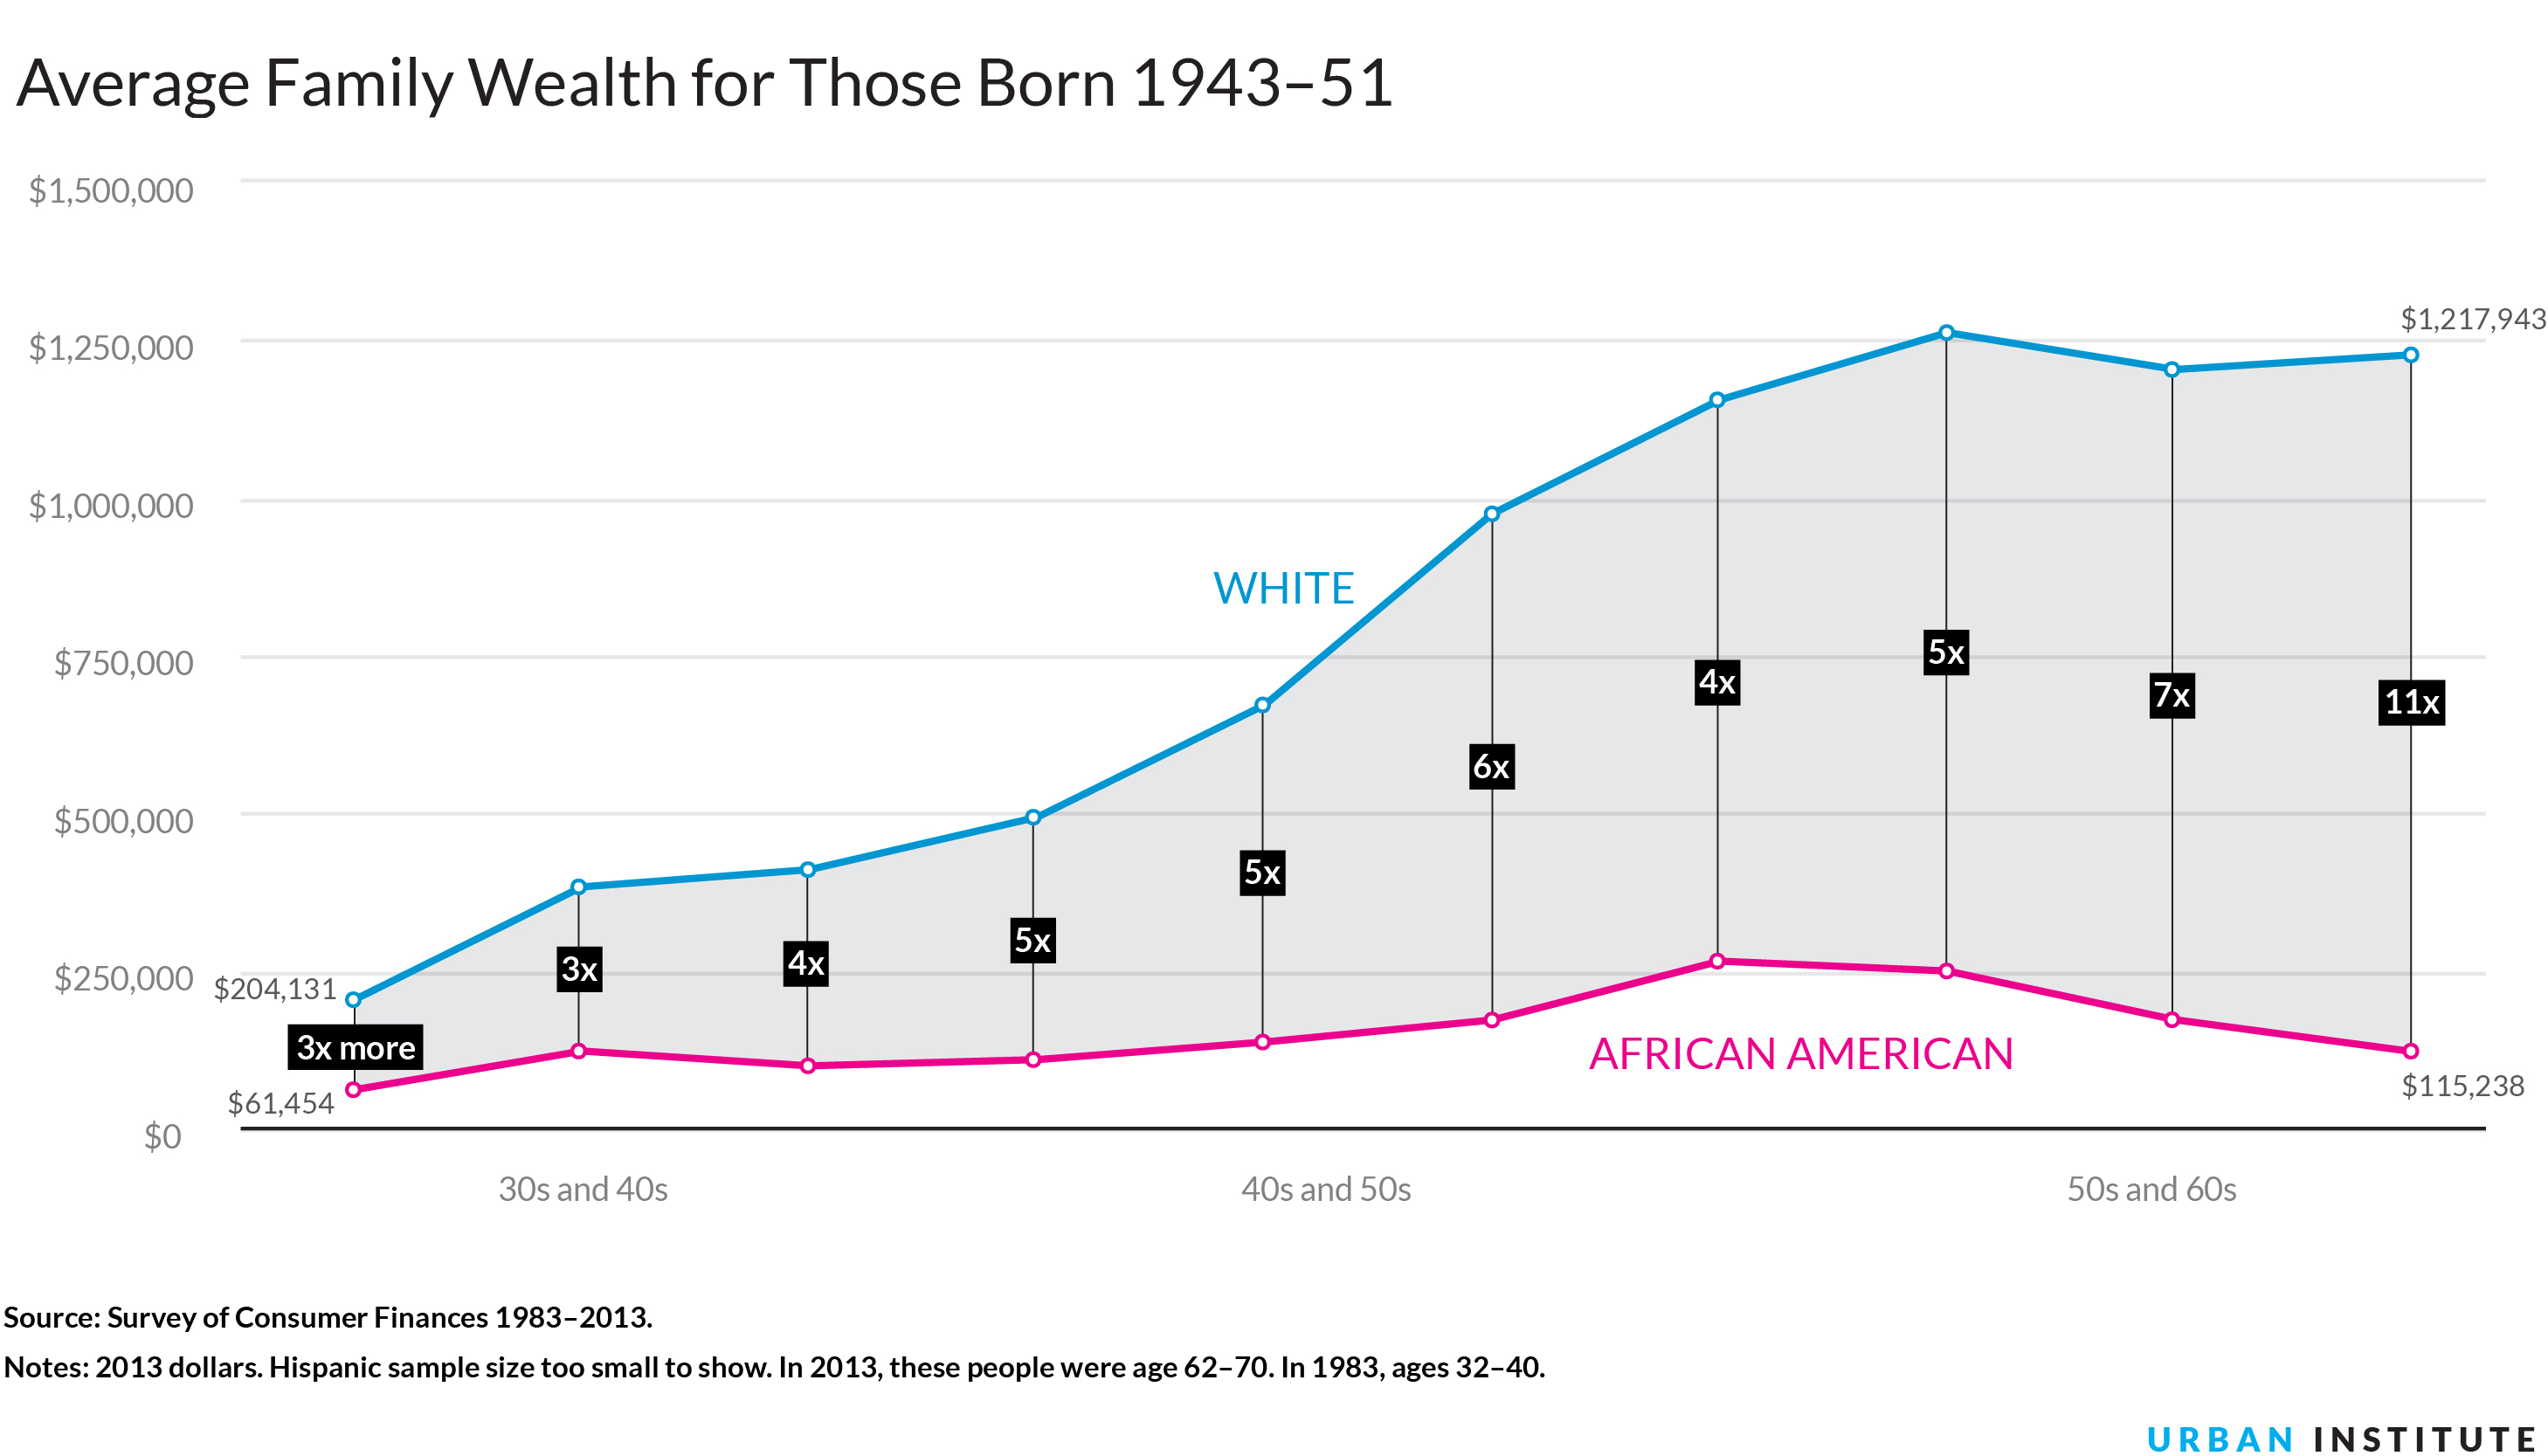 Average Family Wealth for Those Born 1943–51
$1,500,000
$1,217,943
$1,250,000
$1,000,000
WHITE
$750,000
5x
4x
7x
11x
6x
$500,000
5x
5x
4x
3x
$250,000
$204,131
3x more
AFRICAN AMERICAN
$61,454
$115,238
$0
30s and 40s
40s and 50s
50s and 60s
Source: Survey of Consumer Finances 1983–2013.
Notes: 2013 dollars. Hispanic sample size too small to show. In 2013, these people were age 62–70. In 1983, ages 32–40.
URBAN INSTITUTE